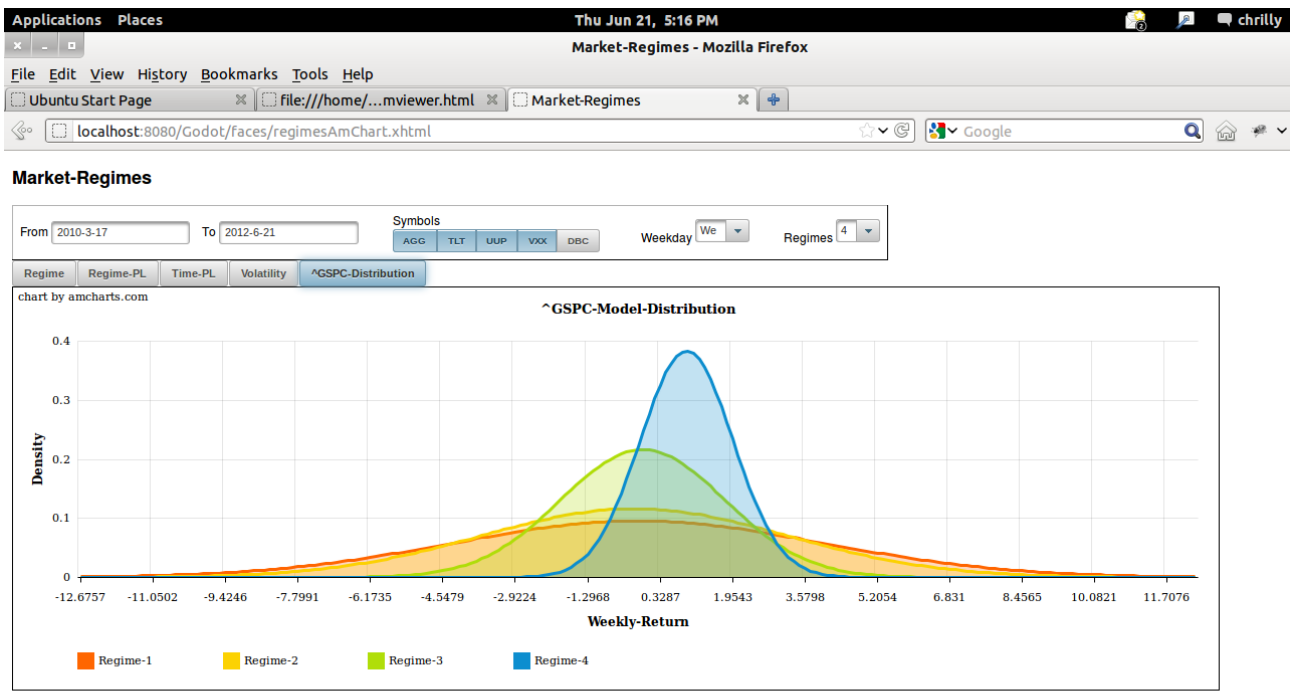 Applications Places Thu Jun 21, 5:16 PM 2 chrilly
Market-Regimes - Mozilla Firefox
File Edit View History Bookmarks Tools Help
Ubuntu Start Page file:///home/...mviewer.html Market-Regimes
localhost:8080/Godot/faces/regimesAmChart.xhtml Google
Market-Regimes
From 2010-3-17 To 2012-6-21 Symbols AGG TLT UUP VXX DBC Weekday We Regimes 4
Regime Regime-PL Time-PL Volatility ^GSPC-Distribution
chart by amcharts.com
^GSPC-Model-Distribution
0.4
0.3
0.2
0.1
0
Density
-12.6757 -11.0502 -9.4246 -7.7991 -6.1735 -4.5479 -2.9224 -1.2968 0.3287 1.9543 3.5798 5.2054 6.831 8.4565 10.0821 11.7076
Weekly-Return
Regime-1 Regime-2 Regime-3 Regime-4